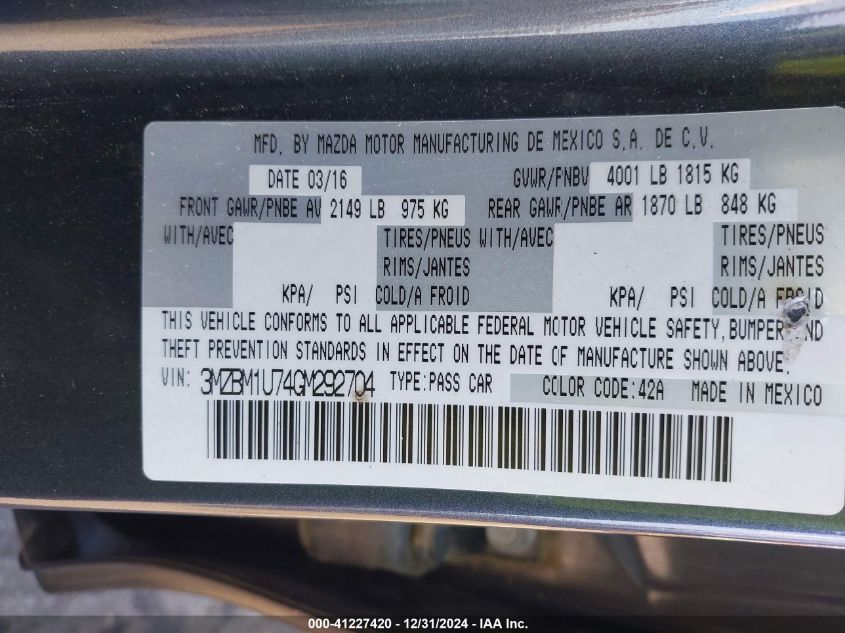 MFD. BY MAZDA MOTOR MANUFACTURING DE MEXICO S.A. DE C.V.
DATE 03/16 GVWR/PNBV 4001 LB 1815 KG
FRONT GAWR/PNBE AV 2149 LB 975 KG REAR GAWR/PNBE AR 1870 LB 848 KG
WITH/AVEC TIRES/PNEUS WITH/AVEC TIRES/PNEUS
RIMS/JANTES RIMS/JANTES
KPA/ PSI COLD/A FROID KPA/ PSI COLD/A FROID
THIS VEHICLE CONFORMS TO ALL APPLICABLE FEDERAL MOTOR VEHICLE SAFETY, BUMPER AND
THEFT PREVENTION STANDARDS IN EFFECT ON THE DATE OF MANUFACTURE SHOWN ABOVE.
VIN: 3MZBM1U74GM292704 TYPE:PASS CAR COLOR CODE:42A MADE IN MEXICO
000-41227420 - 12/31/2024 - IAA Inc.